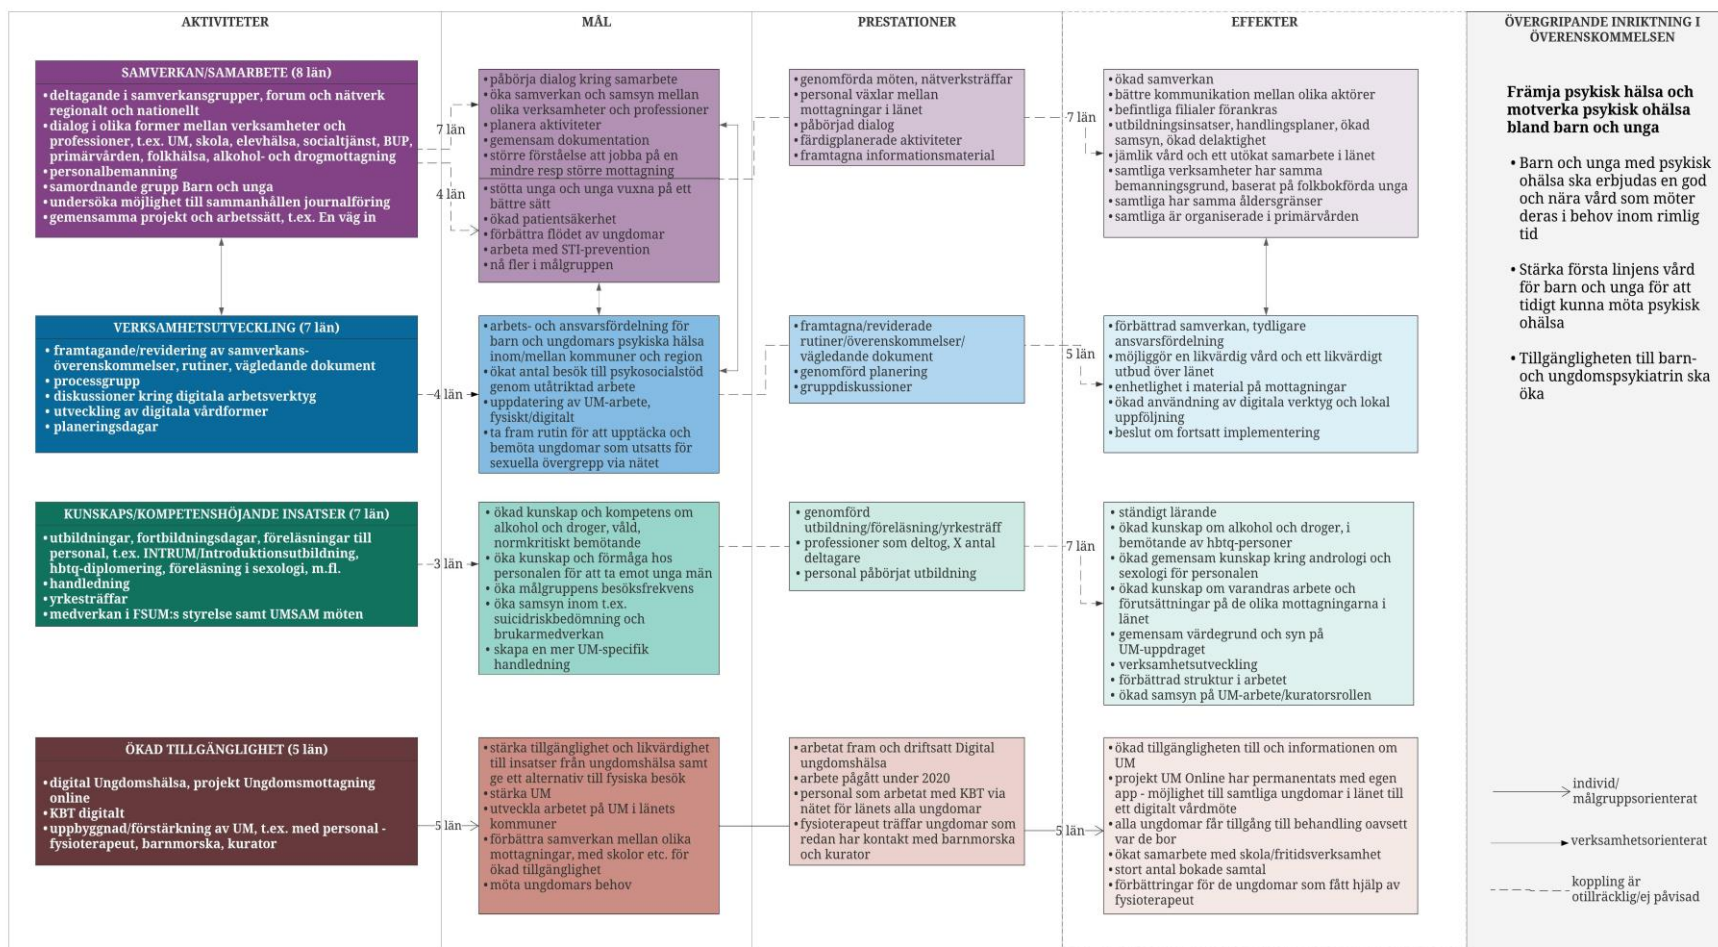 AKTIVITETER
MÅL
PRESTATIONER
EFFEKTER
ÖVERGRIPANDE INRIKTNING I
ÖVERENSKOMMELSEN
SAMVERKAN/SAMARBETE (8 län)
• deltagande i samverkansgrupper, forum och nätverk
regionalt och nationellt
• dialog i olika former mellan verksamheter och
professioner, t.ex. UM, skola, elevhälsa, socialtjänst, BUP,
primärvården, folkhälsa, alkohol- och drogmottagning
• personalbemanning
• samordnande grupp Barn och unga
• undersöka möjlighet till sammanhållen journalföring
• gemensamma projekt och arbetssätt, t.ex. En väg in
7 län
4 län
• påbörja dialog kring samarbete
• öka samverkan och samsyn mellan
olika verksamheter och professioner
• planera aktiviteter
• gemensam dokumentation
• större förståelse att jobba på en
mindre resp större mottagning
• stötta unga och unga vuxna på ett
bättre sätt
• ökad patientsäkerhet
• förbättra flödet av ungdomar
• arbeta med STI-prevention
• nå fler i målgruppen
• genomförda möten, nätverksträffar
• personal växlar mellan
mottagningar i länet
• påbörjad dialog
• färdigplanerade aktiviteter
• framtagna informationsmaterial
7 län
• ökad samverkan
• bättre kommunikation mellan olika aktörer
• befintliga filialer förankras
• utbildningsinsatser, handlingsplaner, ökad
samsyn, ökad delaktighet
• jämlik vård och ett utökat samarbete i länet
• samtliga verksamheter har samma
bemanningsgrund, baserat på folkbokförda unga
• samtliga har samma åldersgränser
• samtliga är organiserade i primärvården
VERKSAMHETSUTVECKLING (7 län)
• framtagande/revidering av samverkans-
överenskommelser, rutiner, vägledande dokument
• processgrupp
• diskussioner kring digitala arbetsverktyg
• utveckling av digitala vårdformer
• planeringsdagar
4 län
• arbets- och ansvarsfördelning för
barn och ungdomars psykiska hälsa
inom/mellan kommuner och region
• ökat antal besök till psykosocialstöd
genom utåtriktad arbete
• uppdatering av UM-arbete,
fysiskt/digitalt
• ta fram rutin för att upptäcka och
bemöta ungdomar som utsatts för
sexuella övergrepp via nätet
• framtagna/reviderade
rutiner/överenskommelser/
vägledande dokument
• genomförd planering
• gruppdiskussioner
5 län
• förbättrad samverkan, tydligare
ansvarsfördelning
• möjliggör en likvärdig vård och ett likvärdigt
utbud över länet
• enhetlighet i material på mottagningar
• ökad användning av digitala verktyg och lokal
uppföljning
• beslut om fortsatt implementering
KUNSKAPS/KOMPETENSHÖJANDE INSATSER (7 län)
• utbildningar, fortbildningsdagar, föreläsningar till
personal, t.ex. INTRUM/Introduktionsutbildning,
hbtq-diplomering, föreläsning i sexologi, m.fl.
• handledning
• yrkesträffar
• medverkan i FSUM:s styrelse samt UMSAM möten
3 län
• ökad kunskap och kompetens om
alkohol och droger, våld,
normkritiskt bemötande
• öka kunskap och förmåga hos
personalen för att ta emot unga män
• öka målgruppens besöksfrekvens
• öka samsyn inom t.ex.
suicidriskbedömning och
brukarmedverkan
• skapa en mer UM-specifik
handledning
• genomförd
utbildning/föreläsning/yrkesträff
• professioner som deltog, X antal
deltagare
• personal påbörjat utbildning
7 län
• ständigt lärande
• ökad kunskap om alkohol och droger, i
bemötande av hbtq-personer
• ökad gemensam kunskap kring andrologi och
sexologi för personalen
• ökad kunskap om varandras arbete och
förutsättningar på de olika mottagningarna i
länet
• gemensam värdegrund och syn på
UM-uppdraget
• verksamhetsutveckling
• förbättrad struktur i arbetet
• ökad samsyn på UM-arbete/kuratorsrollen
ÖKAD TILLGÄNGLIGHET (5 län)
• digital Ungdomshälsa, projekt Ungdomsmottagning
online
• KBT digitalt
• uppbyggnad/förstärkning av UM, t.ex. med personal -
fysioterapeut, barnmorska, kurator
5 län
• stärka tillgänglighet och likvärdighet
till insatser från ungdomshälsa samt
ge ett alternativ till fysiska besök
• stärka UM
• utveckla arbetet på UM i länets
kommuner
• förbättra samverkan mellan olika
mottagningar, med skolor etc. för
ökad tillgänglighet
• möta ungdomars behov
• arbetat fram och driftsatt Digital
ungdomshälsa
• arbete pågått under 2020
• personal som arbetat med KBT via
nätet för länets alla ungdomar
• fysioterapeut träffar ungdomar som
redan har kontakt med barnmorska
och kurator
5 län
• ökad tillgängligheten till och informationen om
UM
• projekt UM Online har permanentats med egen
app - möjlighet till samtliga ungdomar i länet till
ett digitalt vårdmöte
• alla ungdomar får tillgång till behandling oavsett
var de bor
• ökat samarbete med skola/fritidsverksamhet
• stort antal bokade samtal
• förbättringar för de ungdomar som fått hjälp av
fysioterapeut
Främja psykisk hälsa och
motverka psykisk ohälsa
bland barn och unga
• Barn och unga med psykisk
ohälsa ska erbjudas en god
och nära vård som möter
deras i behov inom rimlig
tid
• Stärka första linjens vård
för barn och unga för att
tidigt kunna möta psykisk
ohälsa
• Tillgängligheten till barn-
och ungdomspsykiatrin ska
öka
individ/
målgruppsorienterat
verksamhetsorienterat
koppling är
otillräcklig/ej påvisad